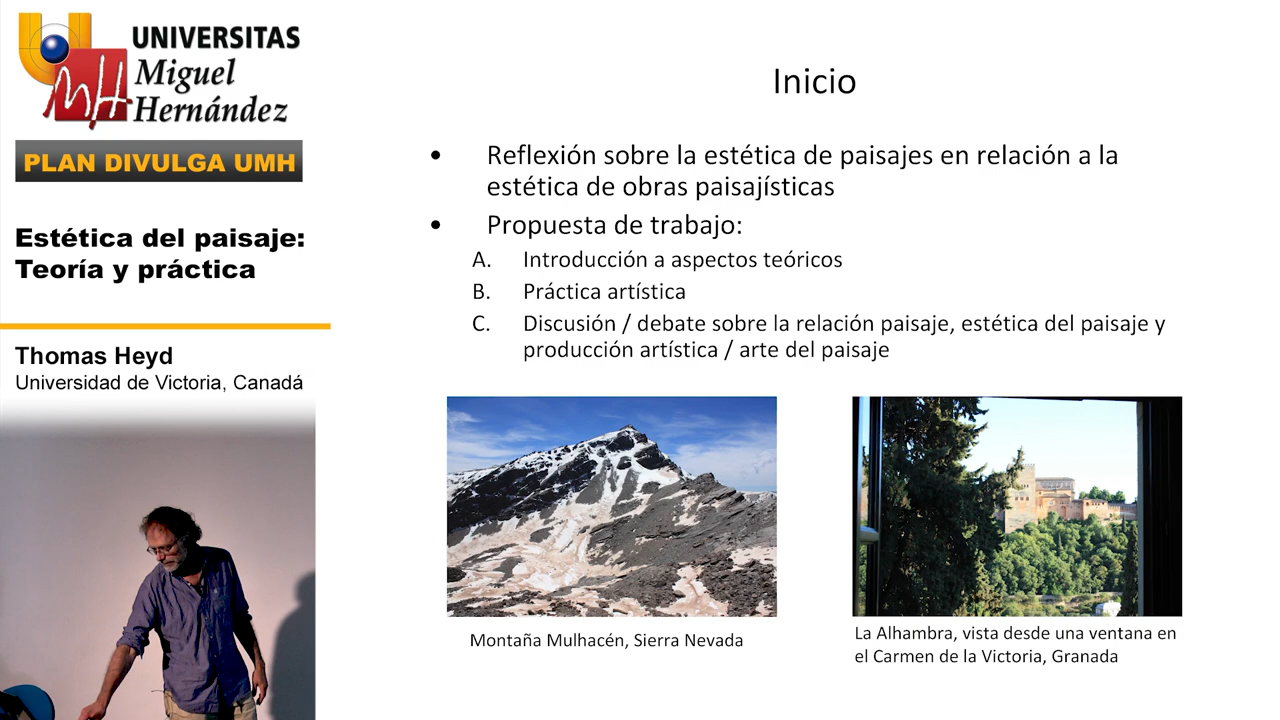 UNIVERSITAS
Miguel
Hernández
PLAN DIVULGA UMH
Estética del paisaje:
Teoría y práctica
Thomas Heyd
Universidad de Victoria, Canadá
Inicio
• Reflexión sobre la estética de paisajes en relación a la
estética de obras paisajísticas
• Propuesta de trabajo:
A. Introducción a aspectos teóricos
B. Práctica artística
C. Discusión / debate sobre la relación paisaje, estética del paisaje y
producción artística / arte del paisaje
Montaña Mulhacén, Sierra Nevada
La Alhambra, vista desde una ventana en
el Carmen de la Victoria, Granada